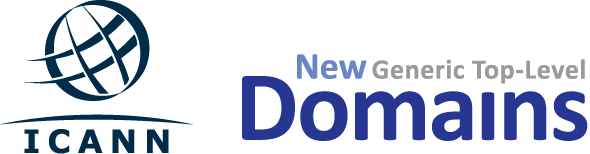 ICANN
New Generic Top-Level
Domains